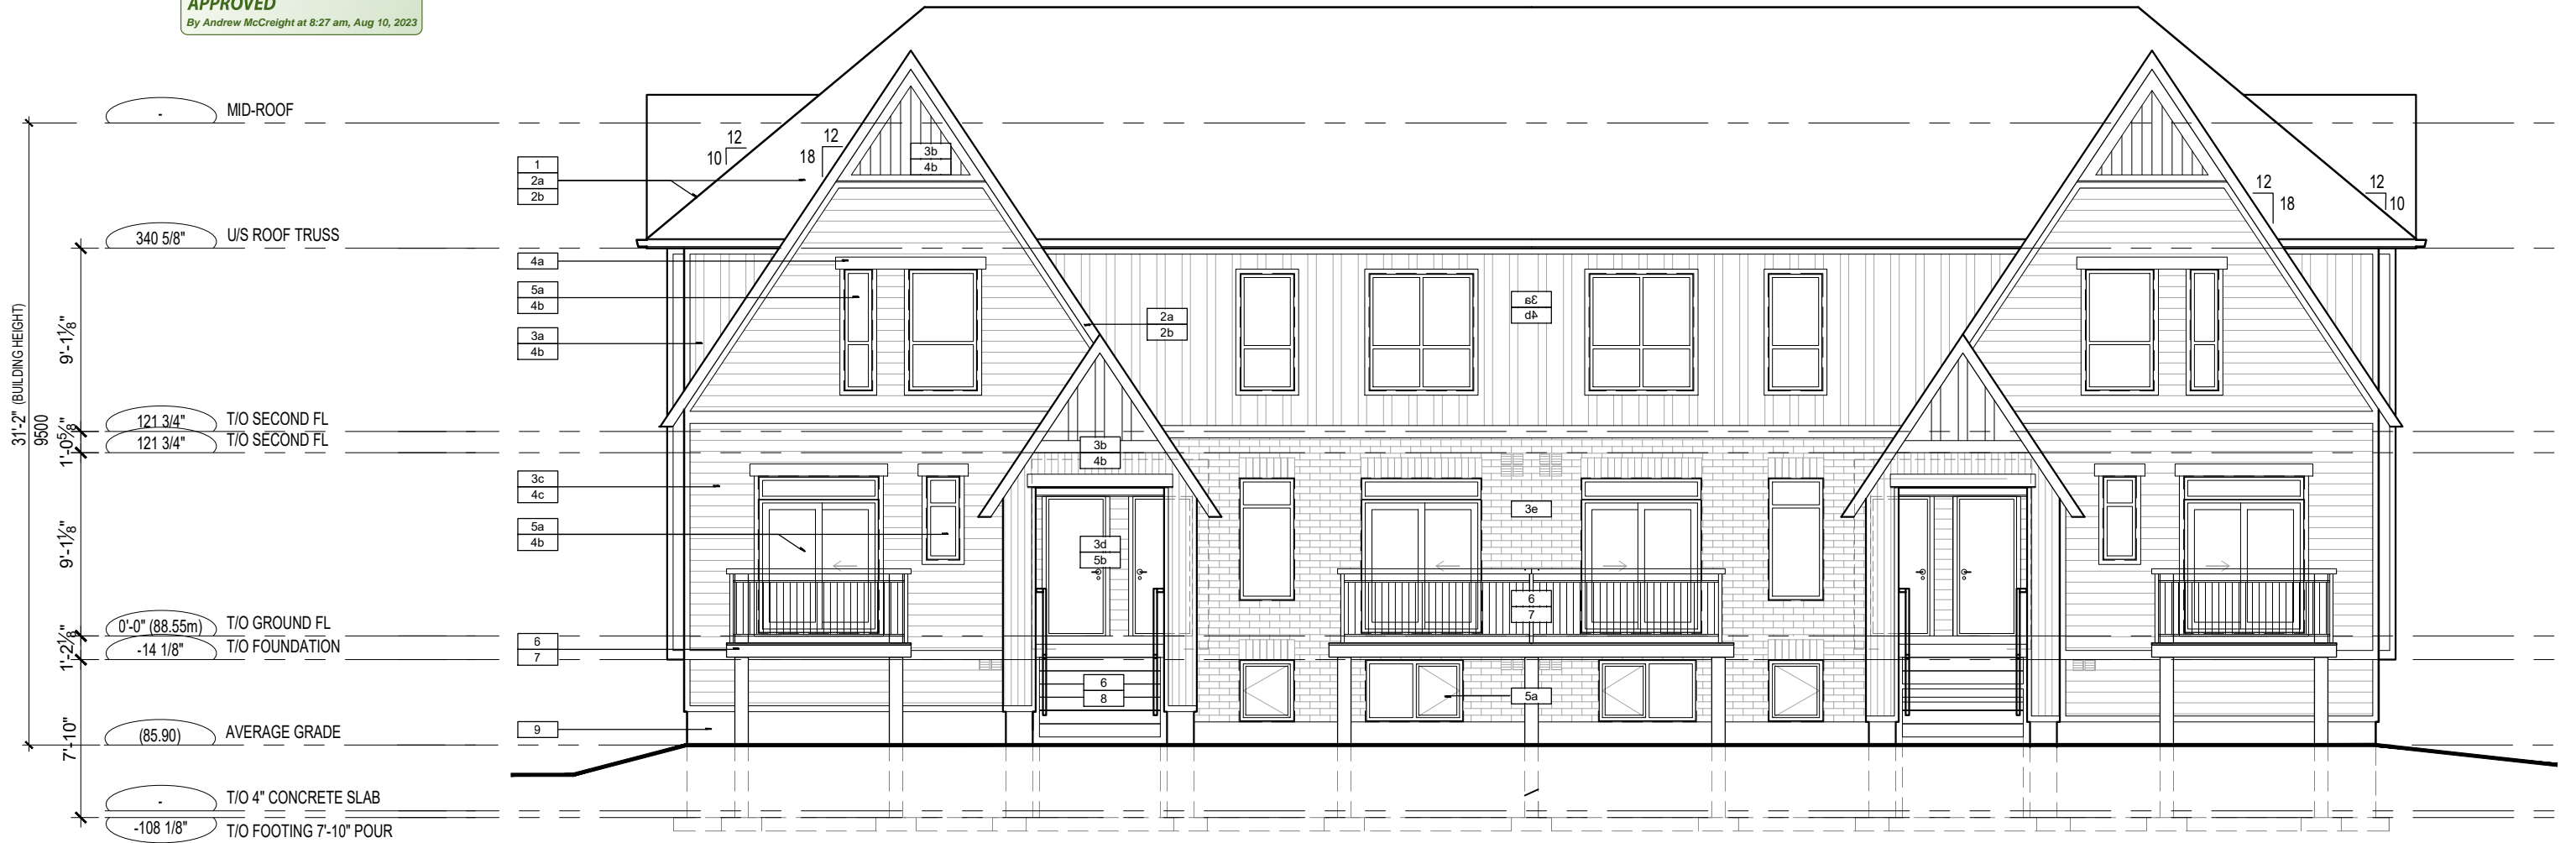 APPROVED
By Andrew McCreight at 8:27 am, Aug 10, 2023
- MID-ROOF
12
10
12
18
3b
4b
12
18
12
10
1
2a
2b
340 5/8" U/S ROOF TRUSS
4a
5a
4b
3a
4b
2a
2b
3a
4b
31'-2" (BUILDING HEIGHT)
9500
9'-1⅛"
121 3/4" T/O SECOND FL
1'-0⅝"
121 3/4" T/O SECOND FL
3b
4b
3c
4c
3e
5a
4b
3d
5b
9'-1⅛"
6
7
0'-0" (88.55m) T/O GROUND FL
1'-2⅛"
-14 1/8" T/O FOUNDATION
6
7
6
8
5a
9
(85.90) AVERAGE GRADE
7'-10"
- T/O 4" CONCRETE SLAB
-108 1/8" T/O FOOTING 7'-10" POUR